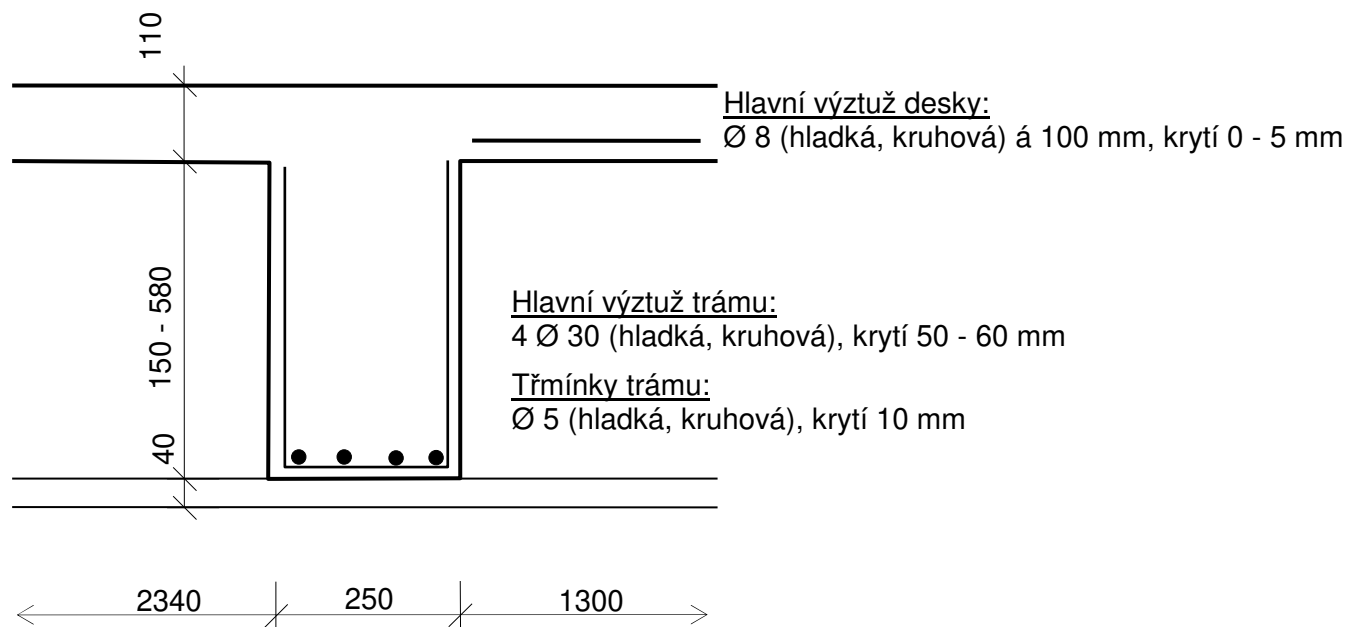 110
Hlavní výztuž desky:
Ø 8 (hladká, kruhová) á 100 mm, krytí 0 - 5 mm
150 - 580
Hlavní výztuž trámu:
4 Ø 30 (hladká, kruhová), krytí 50 - 60 mm
Třmínky trámu:
Ø 5 (hladká, kruhová), krytí 10 mm
40
2340
250
1300